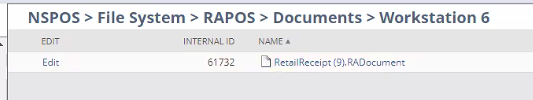 NSPOS > File System > RAPOS > Documents > Workstation 6
EDIT INTERNAL ID NAME ▲
Edit 61732 RetailReceipt (9).RADocument